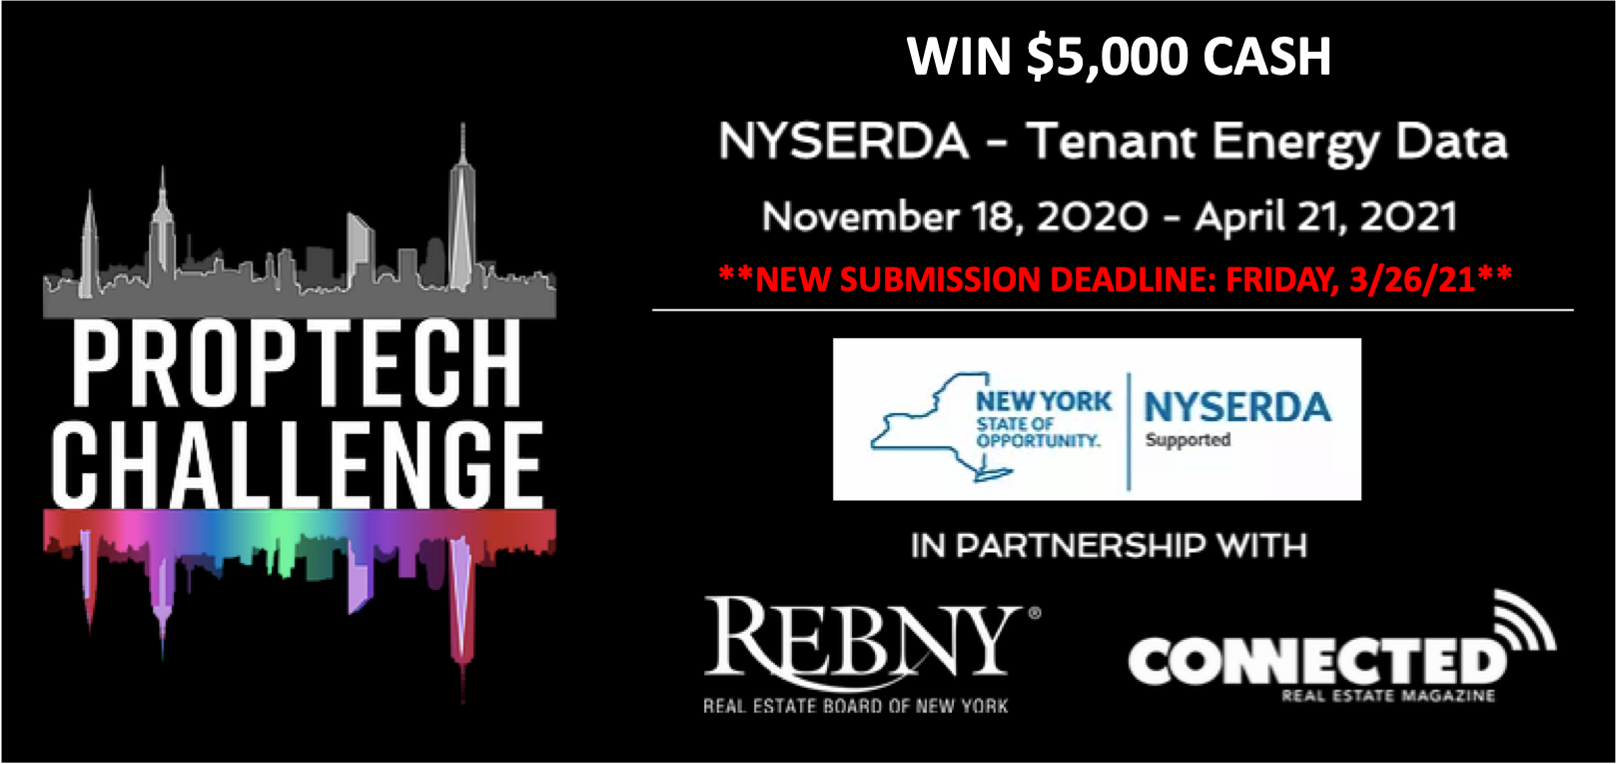 WIN $5,000 CASH
NYSERDA - Tenant Energy Data
November 18, 2020 - April 21, 2021
**NEW SUBMISSION DEADLINE: FRIDAY, 3/26/21**
PROPTECH
CHALLENGE
NEW YORK
STATE OF
OPPORTUNITY.
NYSERDA
Supported
IN PARTNERSHIP WITH
REBNY®
REAL ESTATE BOARD OF NEW YORK
CONNECTED
REAL ESTATE MAGAZINE